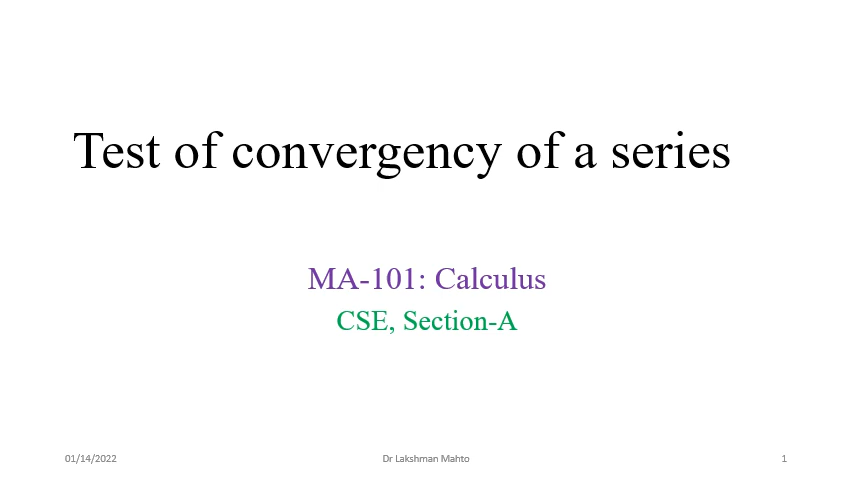 Test of convergency of a series
MA-101: Calculus
CSE, Section-A
01/14/2022
Dr Lakshman Mahto
1